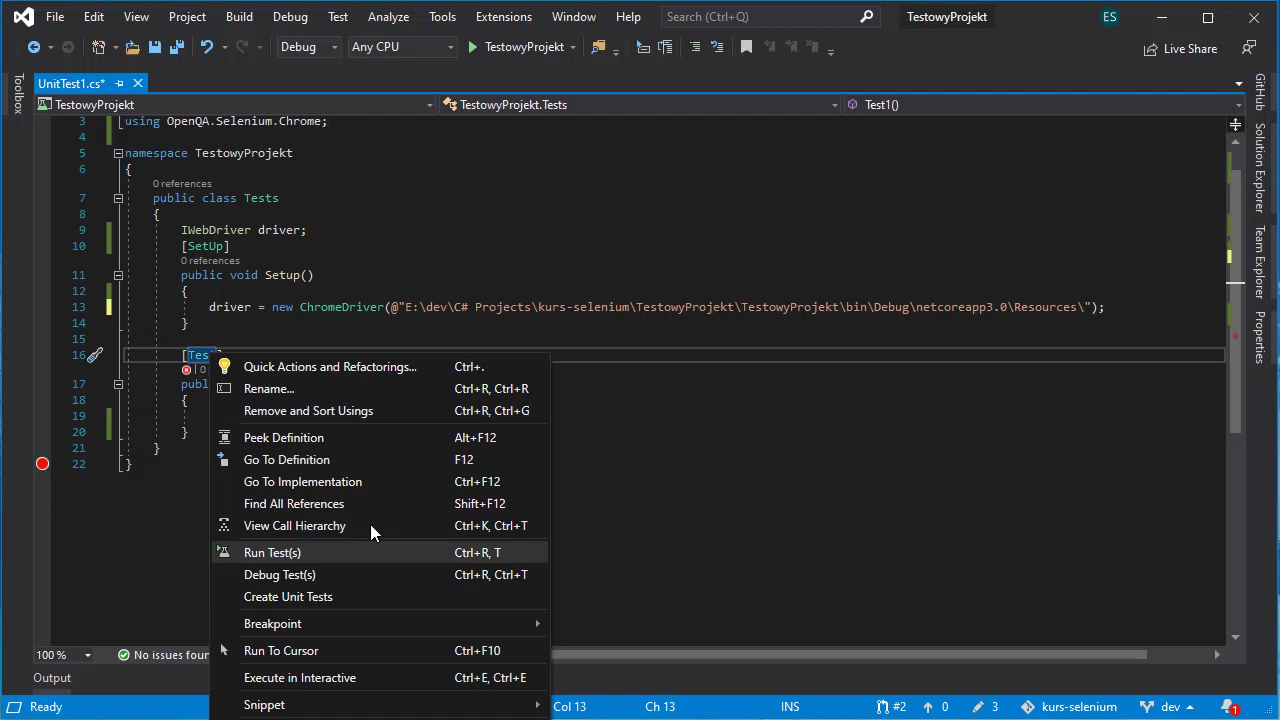 File Edit View Project Build Debug Test Analyze Tools Extensions Window Help Search (Ctrl+Q) TestowyProjekt ES
Debug Any CPU TestowyProjekt Live Share
Toolbox
UnitTest1.cs*
TestowyProjekt TestowyProjekt.Tests Test1()
3 using OpenQA.Selenium.Chrome;
4
5 namespace TestowyProjekt
6 {
0 references
7 public class Tests
8 {
9 IWebDriver driver;
10 [SetUp]
0 references
11 public void Setup()
12 {
13 driver = new ChromeDriver(@"E:\dev\C# Projects\kurs-selenium\TestowyProjekt\TestowyProjekt\bin\Debug\netcoreapp3.0\Resources\");
14 }
15
16 [Test]
0
17 publ
18 {
19
20 }
21 }
22 }
Quick Actions and Refactorings... Ctrl+.
Rename... Ctrl+R, Ctrl+R
Remove and Sort Usings Ctrl+R, Ctrl+G
Peek Definition Alt+F12
Go To Definition F12
Go To Implementation Ctrl+F12
Find All References Shift+F12
View Call Hierarchy Ctrl+K, Ctrl+T
Run Test(s) Ctrl+R, T
Debug Test(s) Ctrl+R, Ctrl+T
Create Unit Tests
Breakpoint
Run To Cursor Ctrl+F10
Execute in Interactive Ctrl+E, Ctrl+E
Snippet
GitHub
Solution Explorer
Team Explorer
Properties
100 % No issues foun
Output
Ready Col 13 Ch 13 INS #2 0 3 kurs-selenium dev 1